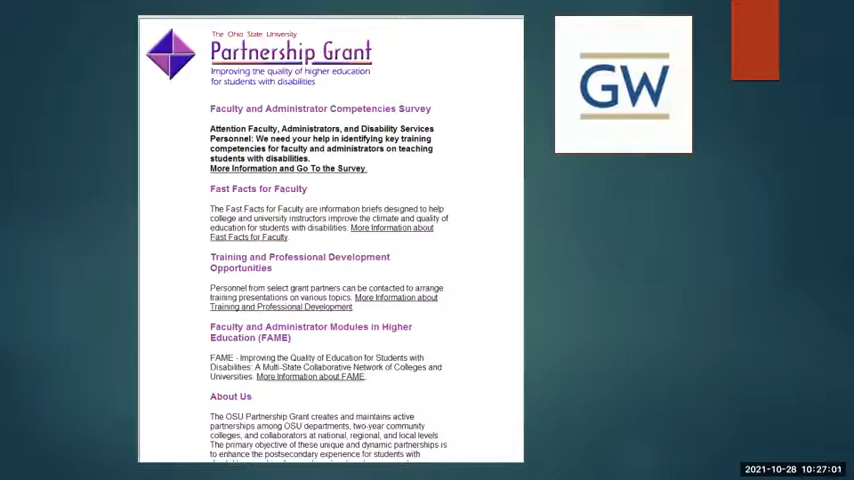 The Ohio State University
Partnership Grant
Improving the quality of higher education
for students with disabilities
Faculty and Administrator Competencies Survey
Attention Faculty, Administrators, and Disability Services
Personnel: We need your help in identifying key training
competencies for faculty and administrators on teaching
students with disabilities.
More Information and Go To the Survey.
Fast Facts for Faculty
The Fast Facts for Faculty are information briefs designed to help
college and university instructors improve the climate and quality of
education for students with disabilities. More Information about
Fast Facts for Faculty.
Training and Professional Development
Opportunities
Personnel from select grant partners can be contacted to arrange
training presentations on various topics. More Information about
Training and Professional Development.
Faculty and Administrator Modules in Higher
Education (FAME)
FAME - Improving the Quality of Education for Students with
Disabilities: A Multi-State Collaborative Network of Colleges and
Universities. More Information about FAME.
About Us
The OSU Partnership Grant creates and maintains active
partnerships among OSU departments, two-year community
colleges, and collaborators at national, regional, and local levels.
The primary objective of these unique and dynamic partnerships is
to enhance the postsecondary experience for students with
GW
2021-10-28 10:27:01